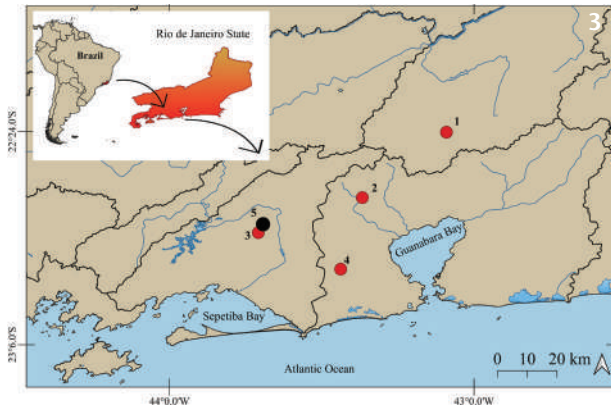 3
Rio de Janeiro State
Brazil
22°24.0'S
1
2
5
3
Guanabara Bay
4
Sepetiba Bay
23°6.0'S
Atlantic Ocean
0 10 20 km
44°0.0'W
43°0.0'W